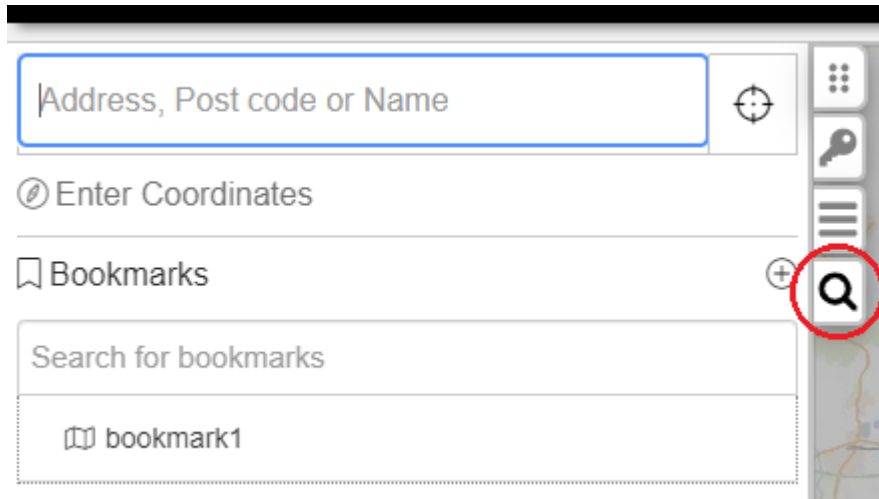 Address, Post code or Name
Enter Coordinates
Bookmarks
Search for bookmarks
bookmark1